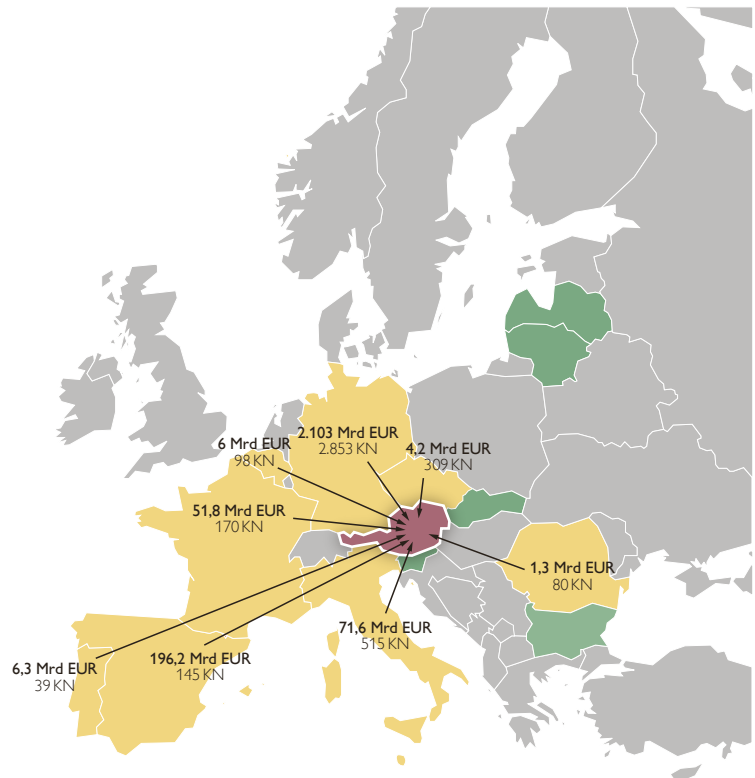 2.103 Mrd EUR
2.853 KN
6 Mrd EUR
98 KN
4,2 Mrd EUR
309 KN
51,8 Mrd EUR
170 KN
1,3 Mrd EUR
80 KN
71,6 Mrd EUR
515 KN
196,2 Mrd EUR
145 KN
6,3 Mrd EUR
39 KN